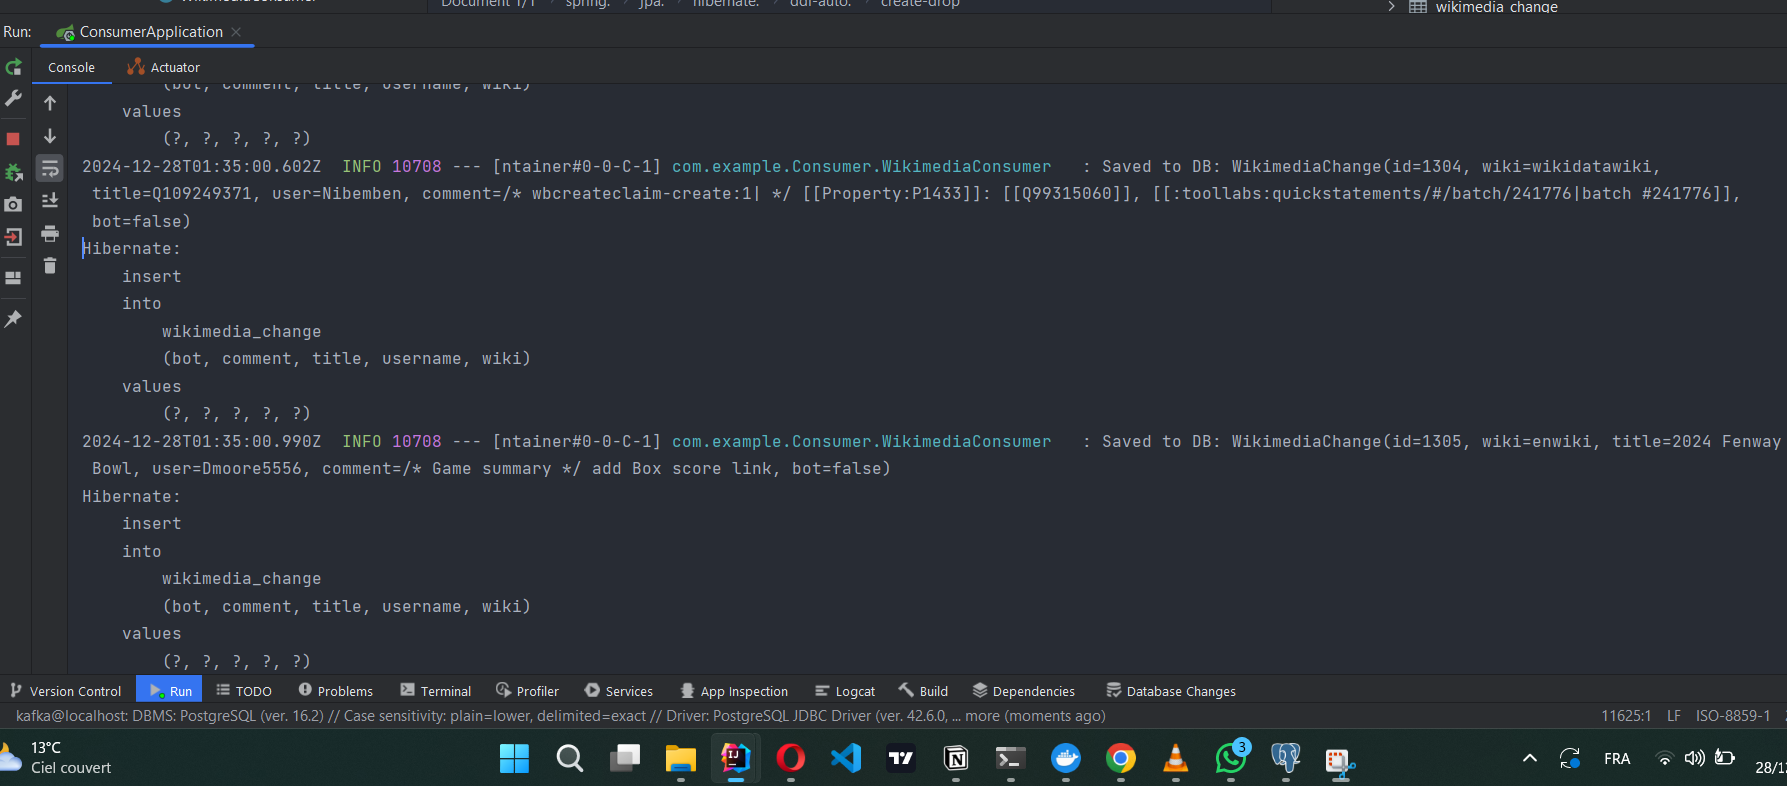 WikimediaConsumer
Document 1/1 spring: jpa: hibernate: ddl-auto: create-drop
wikimedia_change
Run: ConsumerApplication
Console Actuator
(bot, comment, title, username, wiki)
values
(?, ?, ?, ?, ?)
2024-12-28T01:35:00.602Z  INFO 10708 --- [ntainer#0-0-C-1] com.example.Consumer.WikimediaConsumer   : Saved to DB: WikimediaChange(id=1304, wiki=wikidatawiki,
title=Q109249371, user=Nibemben, comment=/* wbcreateclaim-create:1| */ [[Property:P1433]]: [[Q99315060]], [[:toollabs:quickstatements/#/batch/241776|batch #241776]],
bot=false)
Hibernate:
insert
into
wikimedia_change
(bot, comment, title, username, wiki)
values
(?, ?, ?, ?, ?)
2024-12-28T01:35:00.990Z  INFO 10708 --- [ntainer#0-0-C-1] com.example.Consumer.WikimediaConsumer   : Saved to DB: WikimediaChange(id=1305, wiki=enwiki, title=2024 Fenway
Bowl, user=Dmoore5556, comment=/* Game summary */ add Box score link, bot=false)
Hibernate:
insert
into
wikimedia_change
(bot, comment, title, username, wiki)
values
(?, ?, ?, ?, ?)
Version Control Run TODO Problems Terminal Profiler Services App Inspection Logcat Build Dependencies Database Changes
kafka@localhost: DBMS: PostgreSQL (ver. 16.2) // Case sensitivity: plain=lower, delimited=exact // Driver: PostgreSQL JDBC Driver (ver. 42.6.0, ... more (moments ago) 11625:1 LF ISO-8859-1
13°C
Ciel couvert
3
FRA
28/1